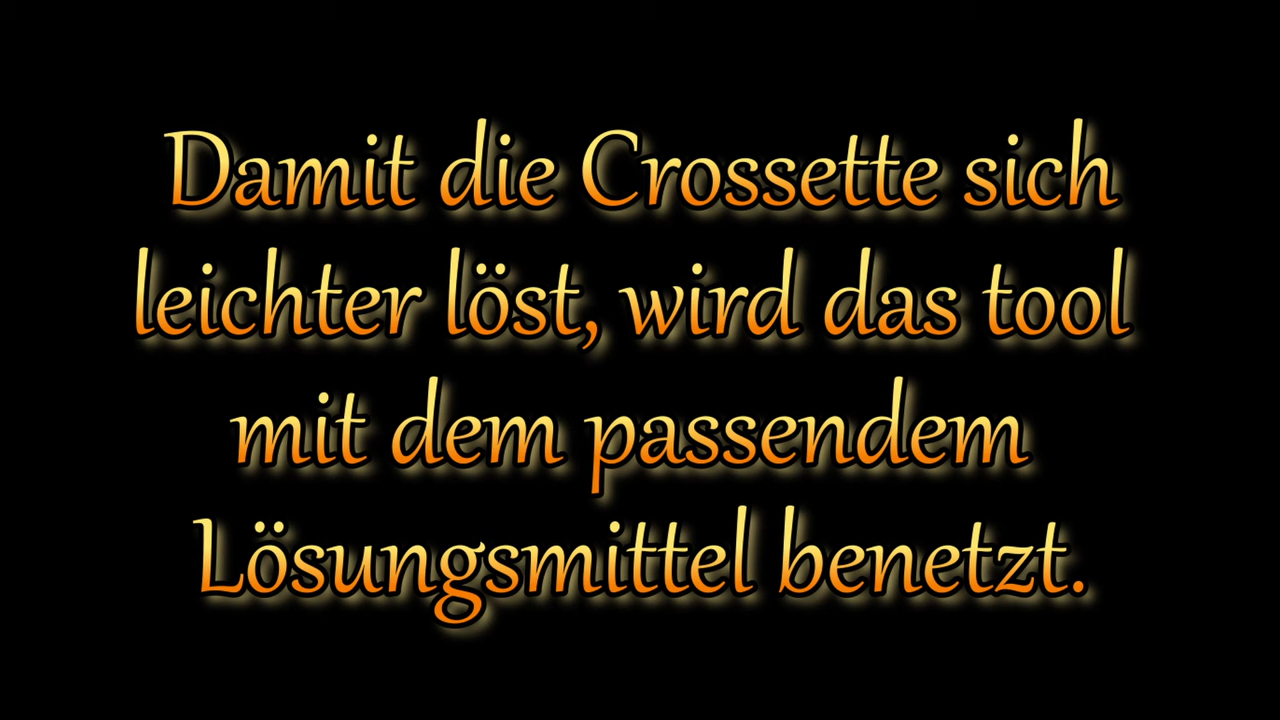 Damit die Crossette sich
leichter löst, wird das tool
mit dem passendem
Lösungsmittel benetzt.